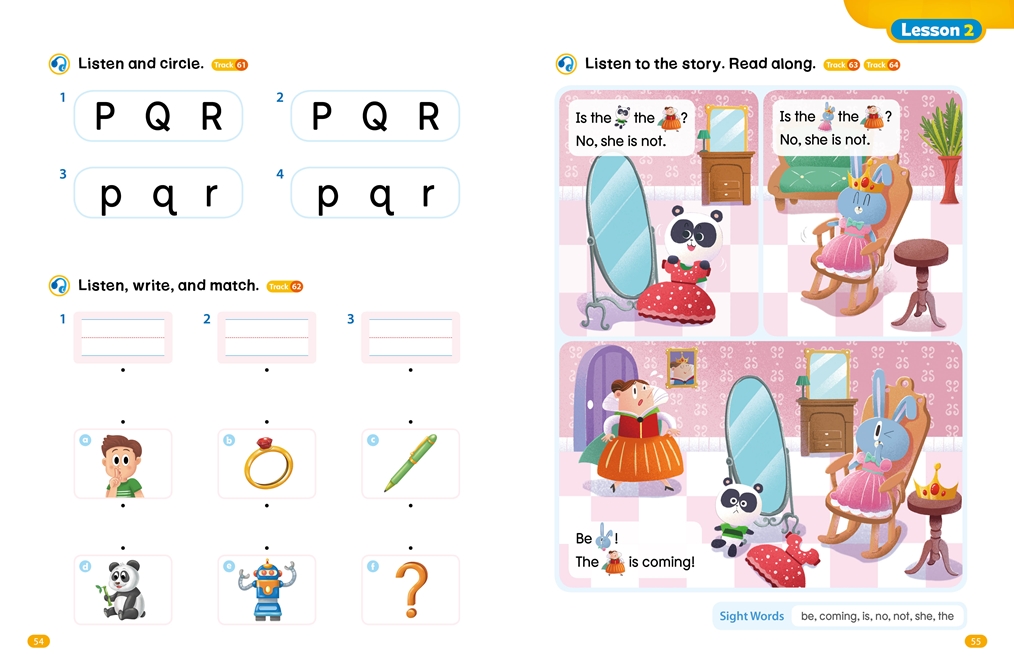 Lesson 2
Listen and circle. Track 61
1 P Q R
2 P Q R
3 p q r
4 p q r
Listen, write, and match. Track 62
1
2
3
a
b
c
d
e
f
?
54
Listen to the story. Read along. Track 63 Track 64
Is the the ?
No, she is not.
Is the the ?
No, she is not.
Be !
The is coming!
Sight Words be, coming, is, no, not, she, the
55